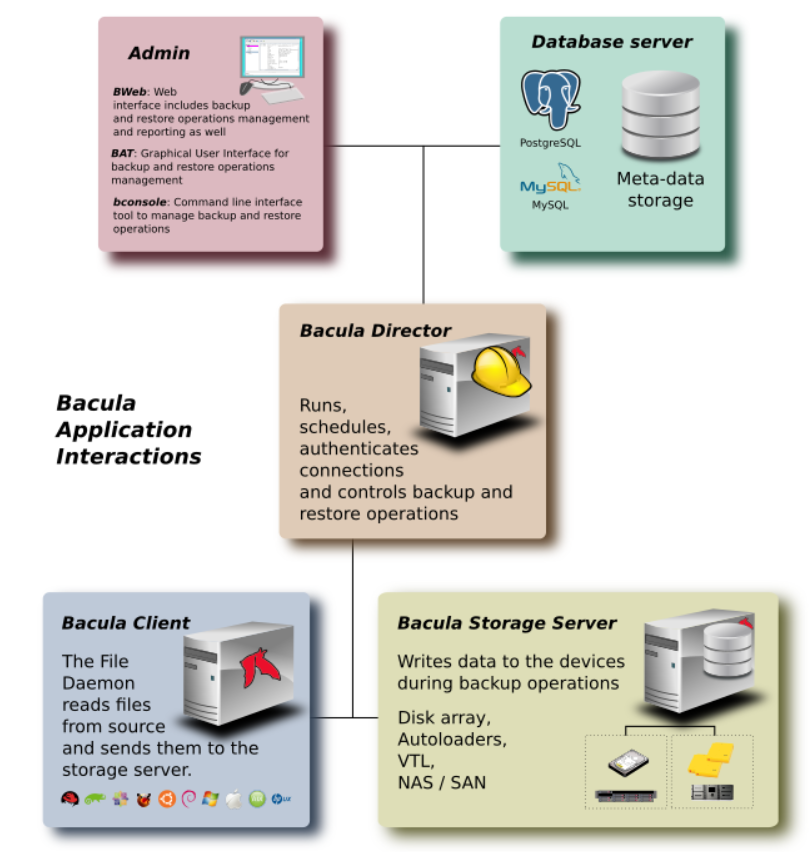 Admin
BWeb: Web
interface includes backup
and restore operations management
and reporting as well
BAT: Graphical User Interface for
backup and restore operations
management
bconsole: Command line interface
tool to manage backup and restore
operations
Database server
PostgreSQL
MySQL
MySQL
Meta-data
storage
Bacula Director
Runs,
schedules,
authenticates
connections
and controls backup and
restore operations
Bacula
Application
Interactions
Bacula Client
The File
Daemon
reads files
from source
and sends them to the
storage server.
hp UX
Bacula Storage Server
Writes data to the devices
during backup operations
Disk array,
Autoloaders,
VTL,
NAS / SAN